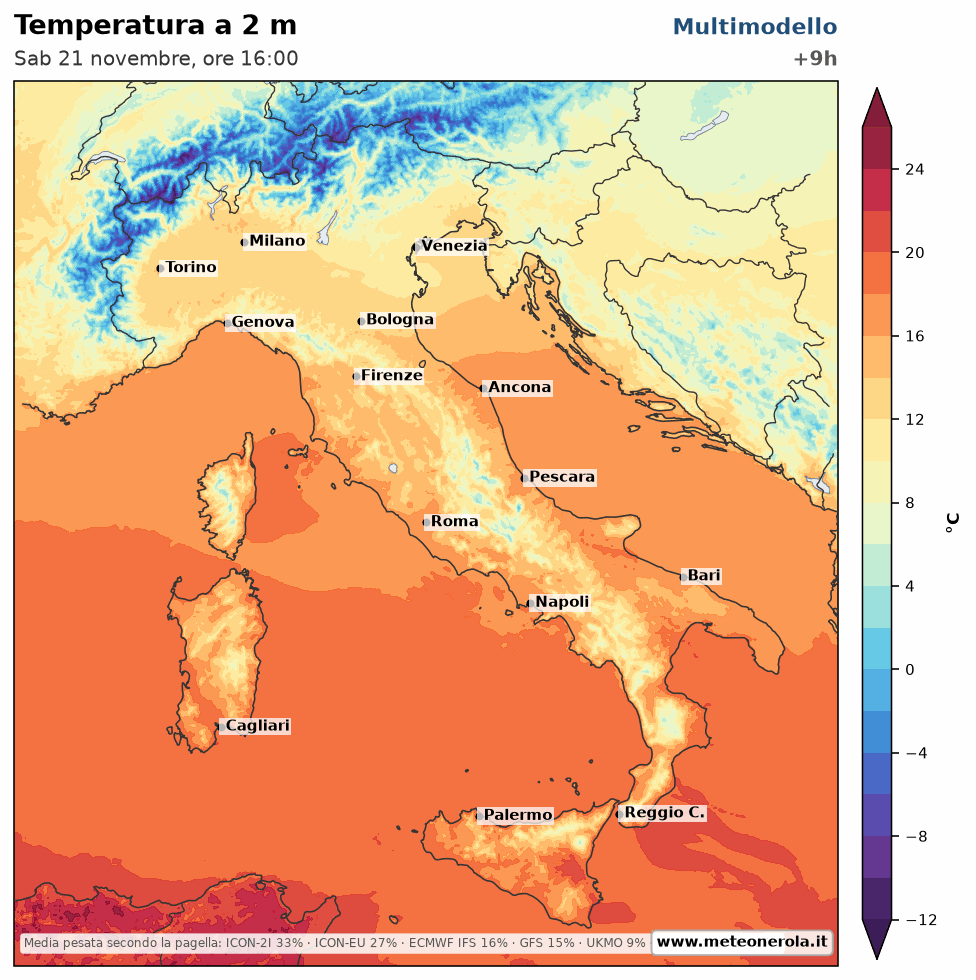 Temperatura a 2 m
Multimodello
Sab 21 novembre, ore 16:00
+9h
Milano
Venezia
Torino
Genova
Bologna
Firenze
Ancona
Pescara
Roma
Bari
Napoli
Cagliari
Palermo
Reggio C.
24
20
16
12
8
4
0
−4
−8
−12
°C
Media pesata secondo la pagella: ICON-2I 33% · ICON-EU 27% · ECMWF IFS 16% · GFS 15% · UKMO 9%
www.meteonerola.it